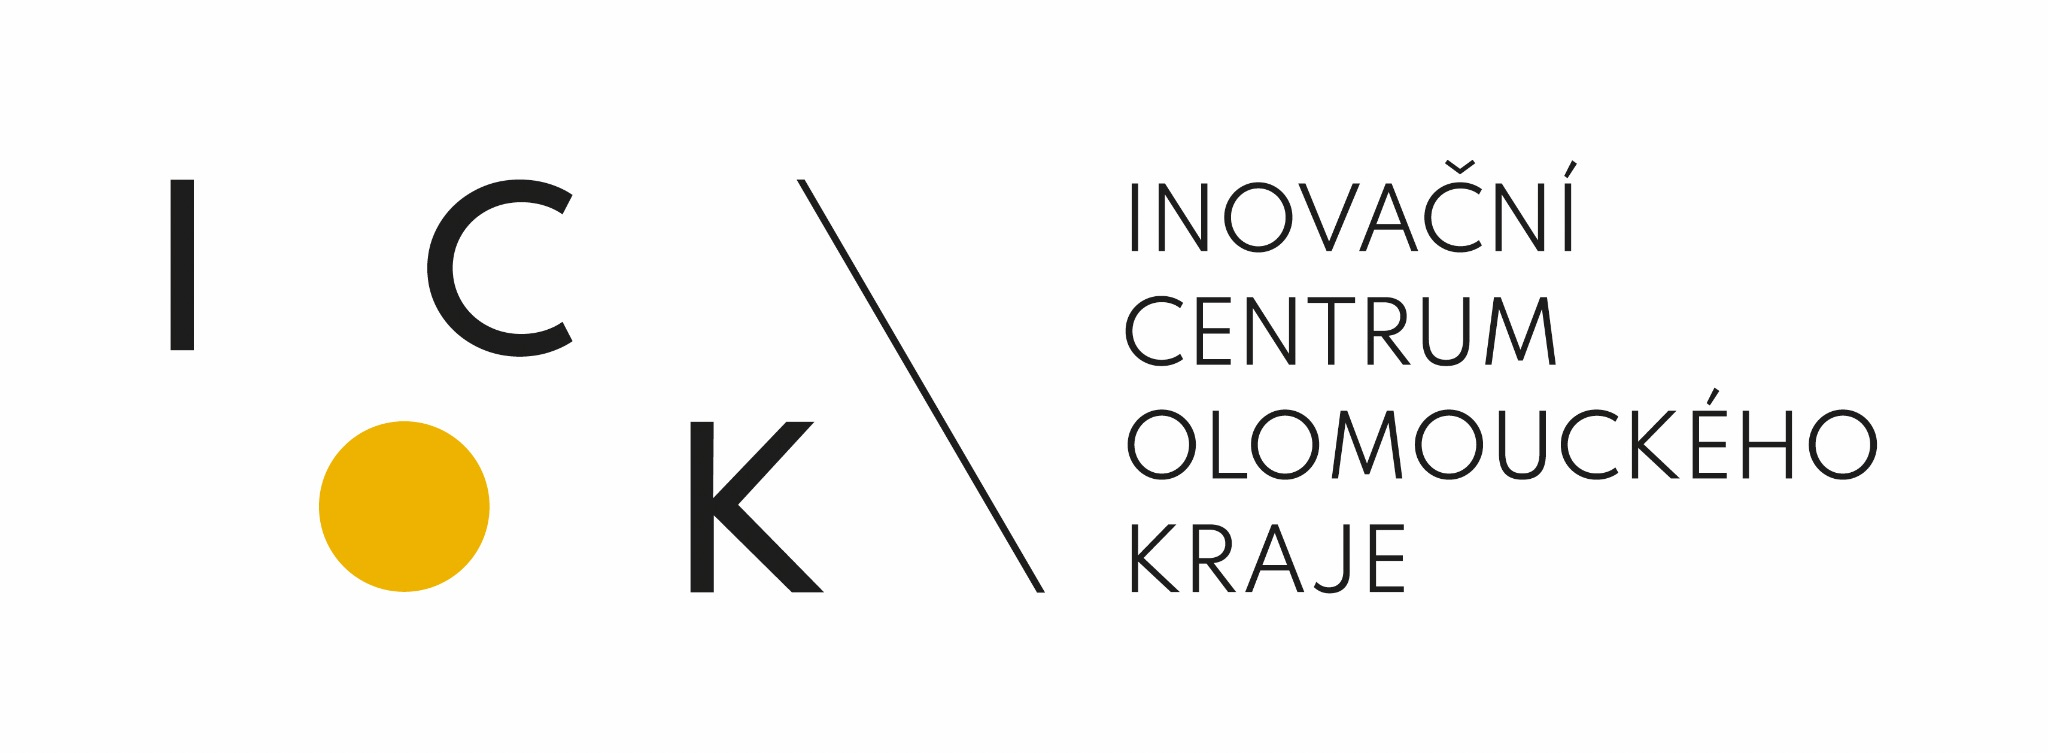 I C
K
INOVAČNÍ
CENTRUM
OLOMOUCKÉHO
KRAJE